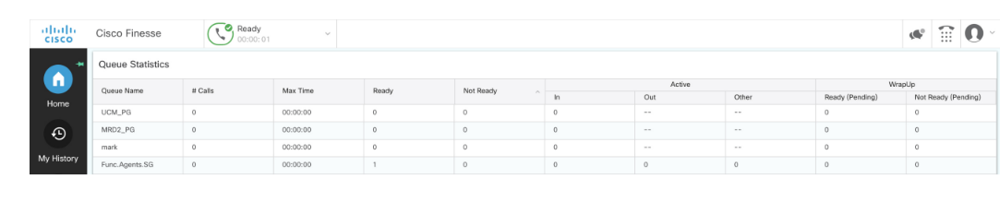 CISCO Cisco Finesse Ready
00:00:01
Queue Statistics
Queue Name # Calls Max Time Ready Not Ready Active WrapUp
In Out Other Ready (Pending) Not Ready (Pending)
Home
UCM_PG 0 00:00:00 0 0 0 -- -- 0 0
MRD2_PG 0 00:00:00 0 0 0 -- -- 0 0
mark 0 00:00:00 0 0 0 -- -- 0 0
My History
Func.Agents.SG 0 00:00:00 1 0 0 0 0 0 0